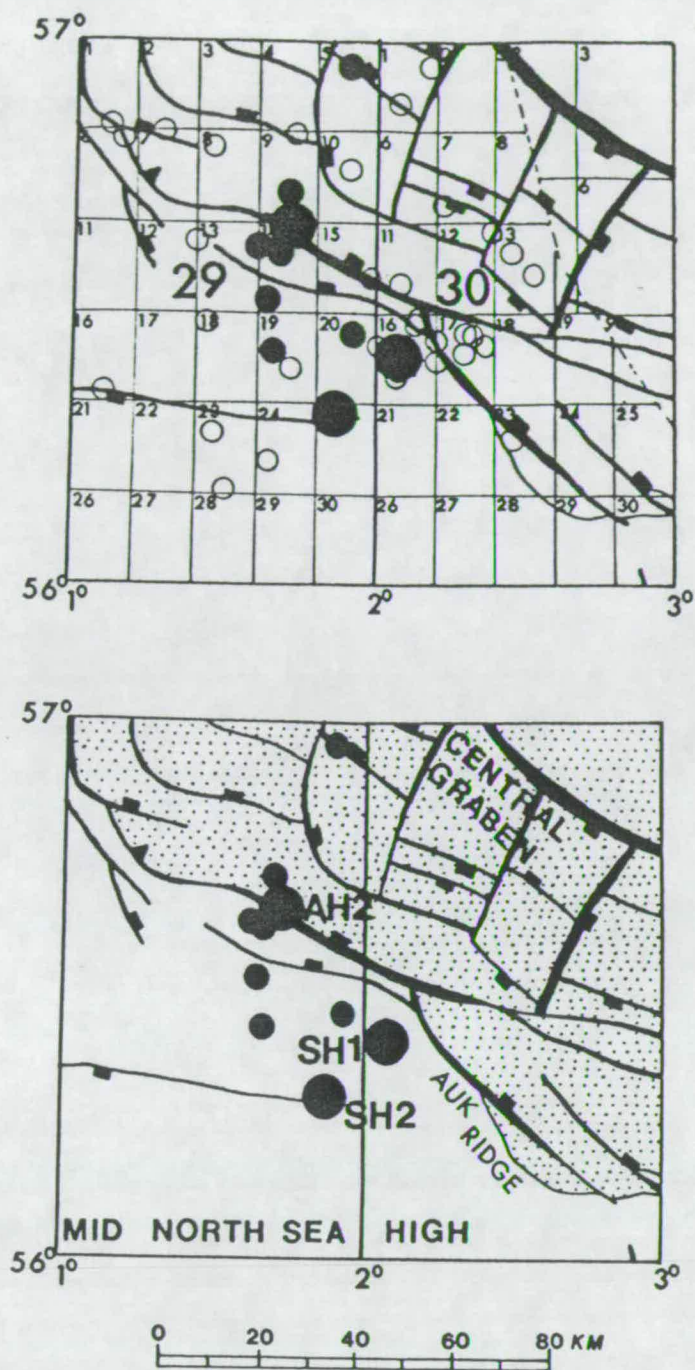 57°
1 2 3 4 5 1 3
7 8 9 10 6 7 8
6
11 12 13 15 11 12
29 30
16 17 18 19 20 16 17 18 9
21 22 23 24 21 22 23 24 25
26 27 28 29 30 26 27 28 29 30
56°
1° 2° 3°
57°
CENTRAL
GRABEN
AH2
SH1
SH2
AUK
RIDGE
MID NORTH SEA HIGH
56°
1° 2° 3°
0 20 40 60 80 KM